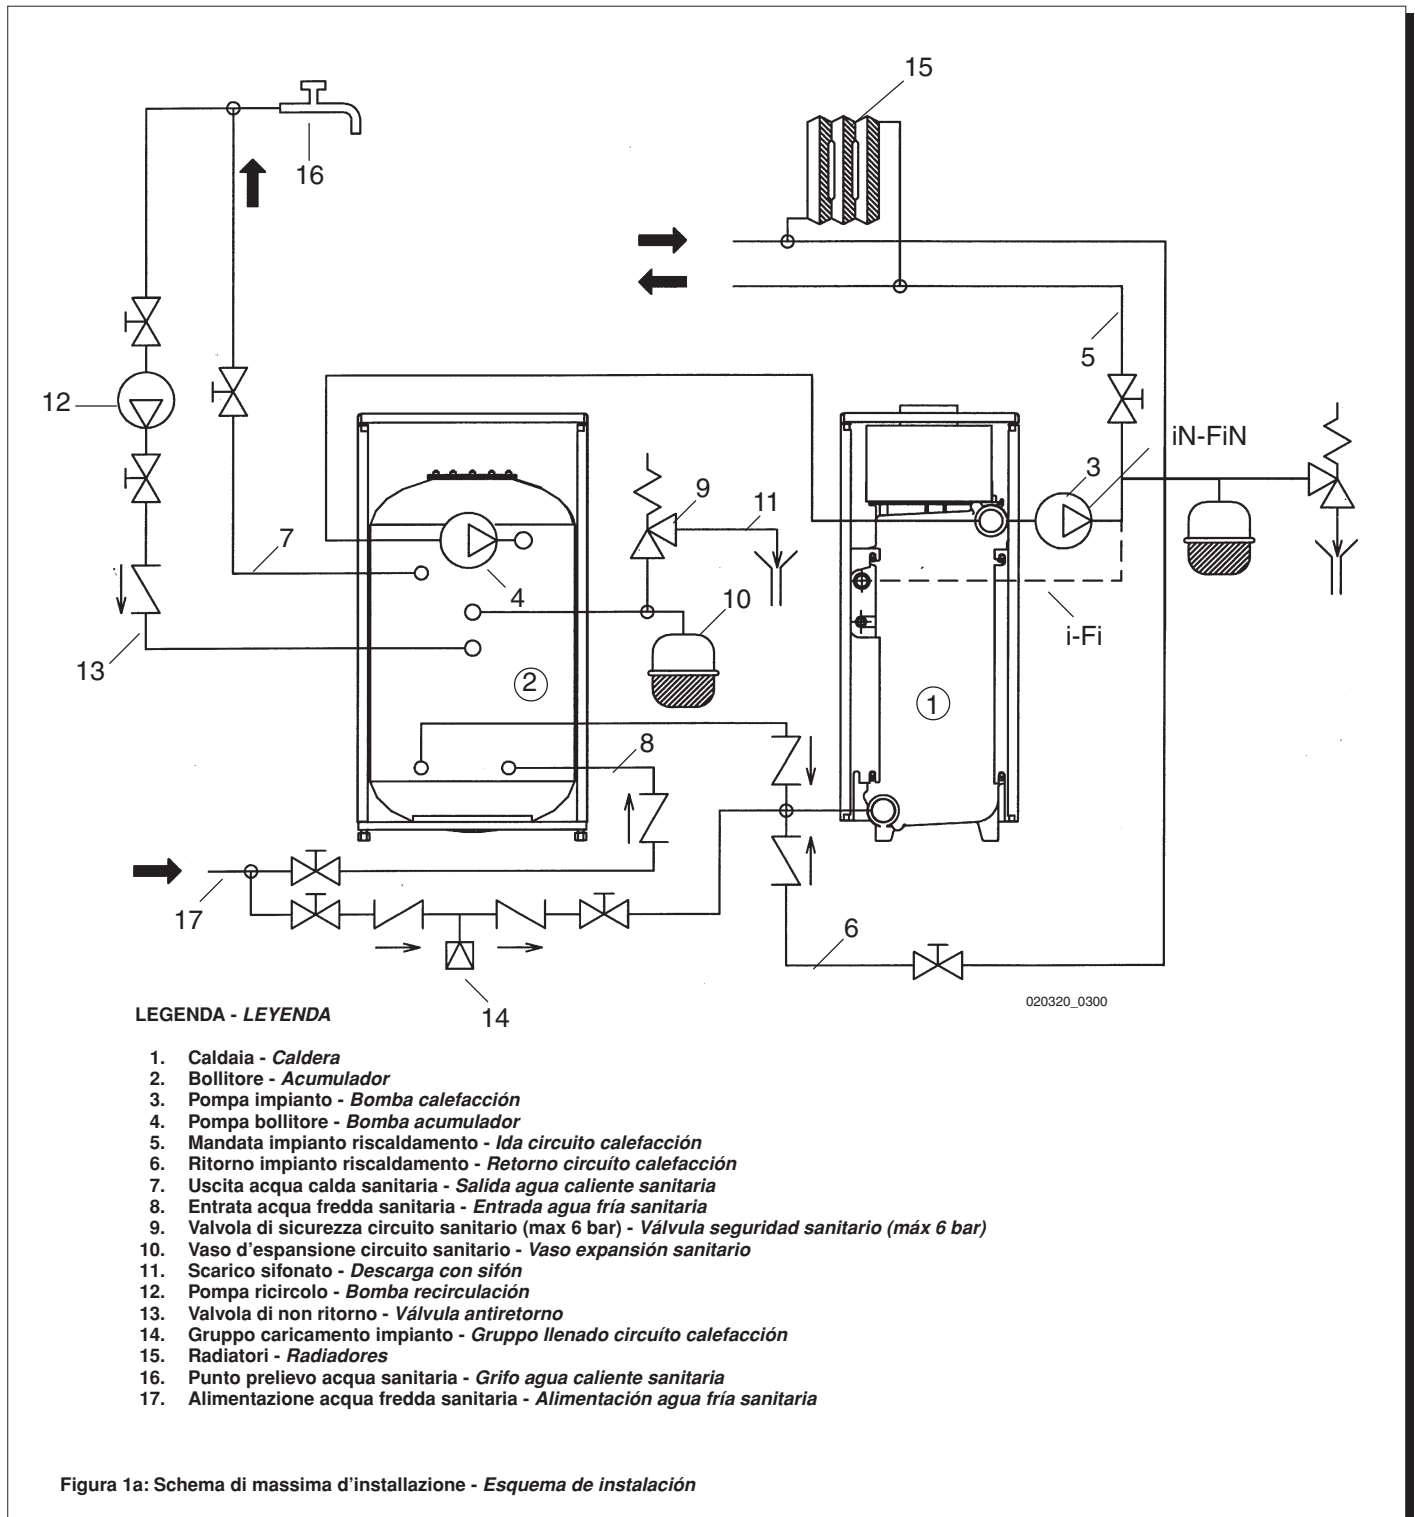 15
16
5
12
iN-FiN
3
9
11
7
4
10
i-Fi
13
2
1
8
17
6
14
020320_0300
LEGENDA - LEYENDA
1. Caldaia - Caldera
2. Bollitore - Acumulador
3. Pompa impianto - Bomba calefacción
4. Pompa bollitore - Bomba acumulador
5. Mandata impianto riscaldamento - Ida circuito calefacción
6. Ritorno impianto riscaldamento - Retorno circuíto calefacción
7. Uscita acqua calda sanitaria - Salida agua caliente sanitaria
8. Entrata acqua fredda sanitaria - Entrada agua fría sanitaria
9. Valvola di sicurezza circuito sanitario (max 6 bar) - Válvula seguridad sanitario (máx 6 bar)
10. Vaso d'espansione circuito sanitario - Vaso expansión sanitario
11. Scarico sifonato - Descarga con sifón
12. Pompa ricircolo - Bomba recirculación
13. Valvola di non ritorno - Válvula antiretorno
14. Gruppo caricamento impianto - Gruppo llenado circuíto calefacción
15. Radiatori - Radiadores
16. Punto prelievo acqua sanitaria - Grifo agua caliente sanitaria
17. Alimentazione acqua fredda sanitaria - Alimentación agua fría sanitaria
Figura 1a: Schema di massima d'installazione - Esquema de instalación